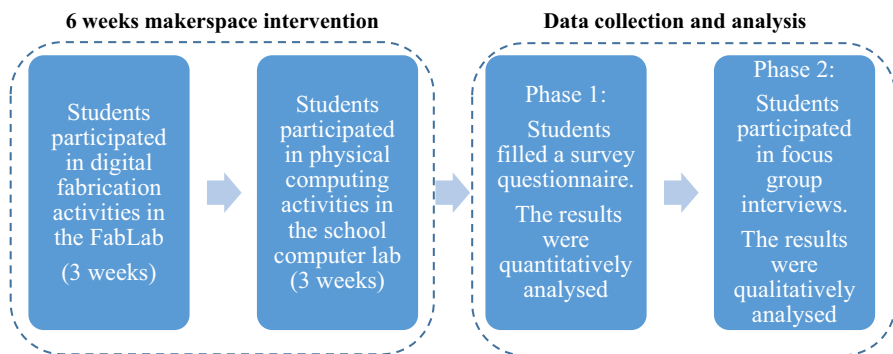 6 weeks makerspace intervention
Data collection and analysis
Students
participated
in digital
fabrication
activities in
the FabLab
(3 weeks)
Students
participated
in physical
computing
activities in
the school
computer lab
(3 weeks)
Phase 1:
Students
filled a survey
questionnaire.
The results
were
quantitatively
analysed
Phase 2:
Students
participated
in focus
group
interviews.
The results
were
qualitatively
analysed